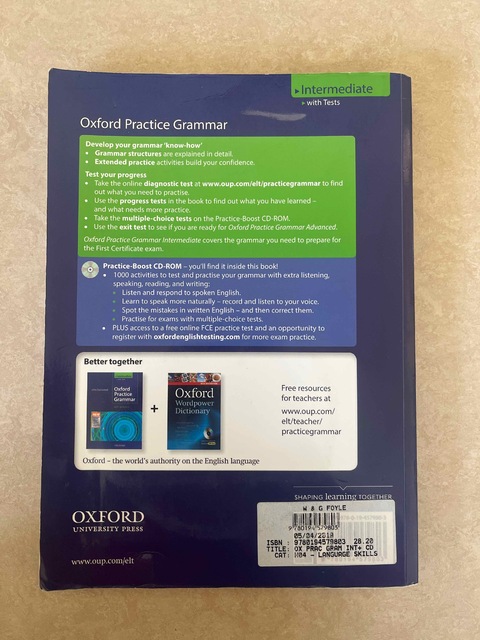 ▸Intermediate
▸ with Tests
Oxford Practice Grammar
Develop your grammar 'know-how'
• Grammar structures are explained in detail.
• Extended practice activities build your confidence.
Test your progress
• Take the online diagnostic test at www.oup.com/elt/practicegrammar to find
out what you need to practise.
• Use the progress tests in the book to find out what you have learned –
and what needs more practice.
• Take the multiple-choice tests on the Practice-Boost CD-ROM.
• Use the exit test to see if you are ready for Oxford Practice Grammar Advanced.
Oxford Practice Grammar Intermediate covers the grammar you need to prepare for
the First Certificate exam.
Practice-Boost CD-ROM – you'll find it inside this book!
• 1000 activities to test and practise your grammar with extra listening,
speaking, reading, and writing:
Listen and respond to spoken English.
Learn to speak more naturally – record and listen to your voice.
Spot the mistakes in written English – and then correct them.
Practise for exams with multiple-choice tests.
• PLUS access to a free online FCE practice test and an opportunity to
register with oxfordenglishtesting.com for more exam practice.
Better together
Oxford
Practice
Grammar
+
Oxford
Wordpower
Dictionary
Free resources
for teachers at
www.oup.com/
elt/teacher/
practicegrammar
Oxford – the world's authority on the English language
SHAPING learning TOGETHER
OXFORD
UNIVERSITY PRESS
www.oup.com/elt
W & G FOYLE
9780194579803
05/04/2013
ISBN : 9780194579803 28.20
TITLE: OX PRAC GRAM INT+ CD
CAT: W04 - LANGUAGE SKILLS